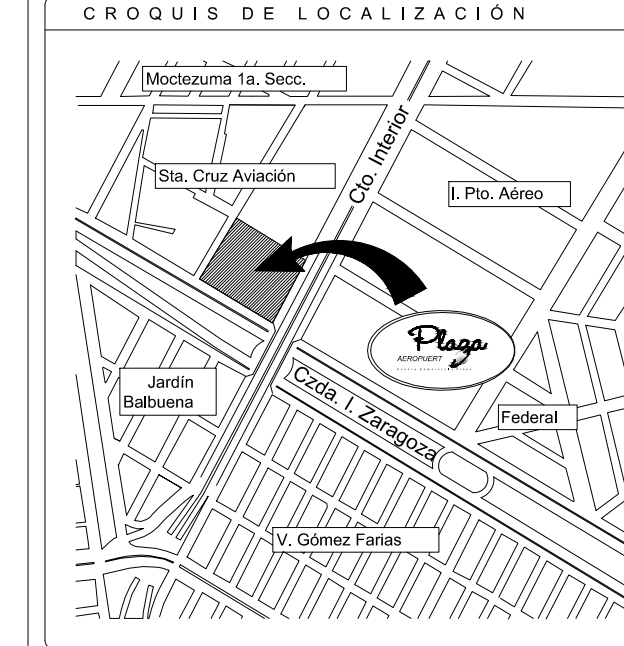 CROQUIS DE LOCALIZACIÓN
Moctezuma 1a. Secc.
Cto. Interior
Sta. Cruz Aviación
I. Pto. Aéreo
Plaza
AEROPUERT
Jardín
Balbuena
Czda. I. Zaragoza
Federal
V. Gómez Farias